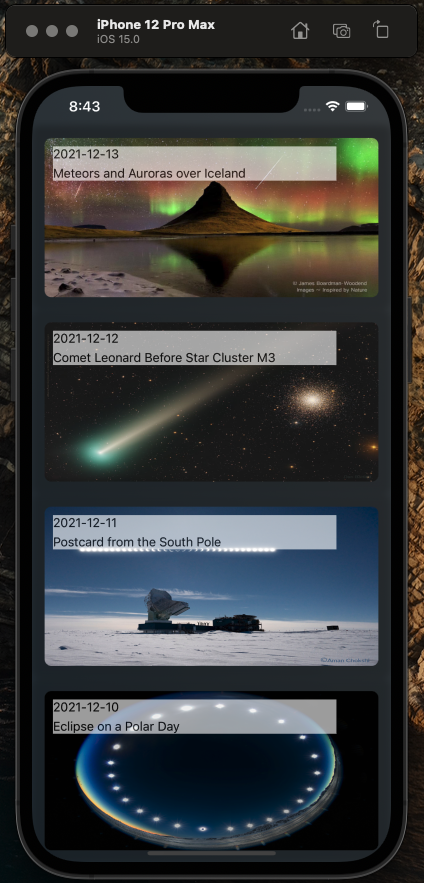 iPhone 12 Pro Max
iOS 15.0
8:43
2021-12-13
Meteors and Auroras over Iceland
© James Boardman-Woodend
Images — Inspired by Nature
2021-12-12
Comet Leonard Before Star Cluster M3
2021-12-11
Postcard from the South Pole
2021-12-10
Eclipse on a Polar Day